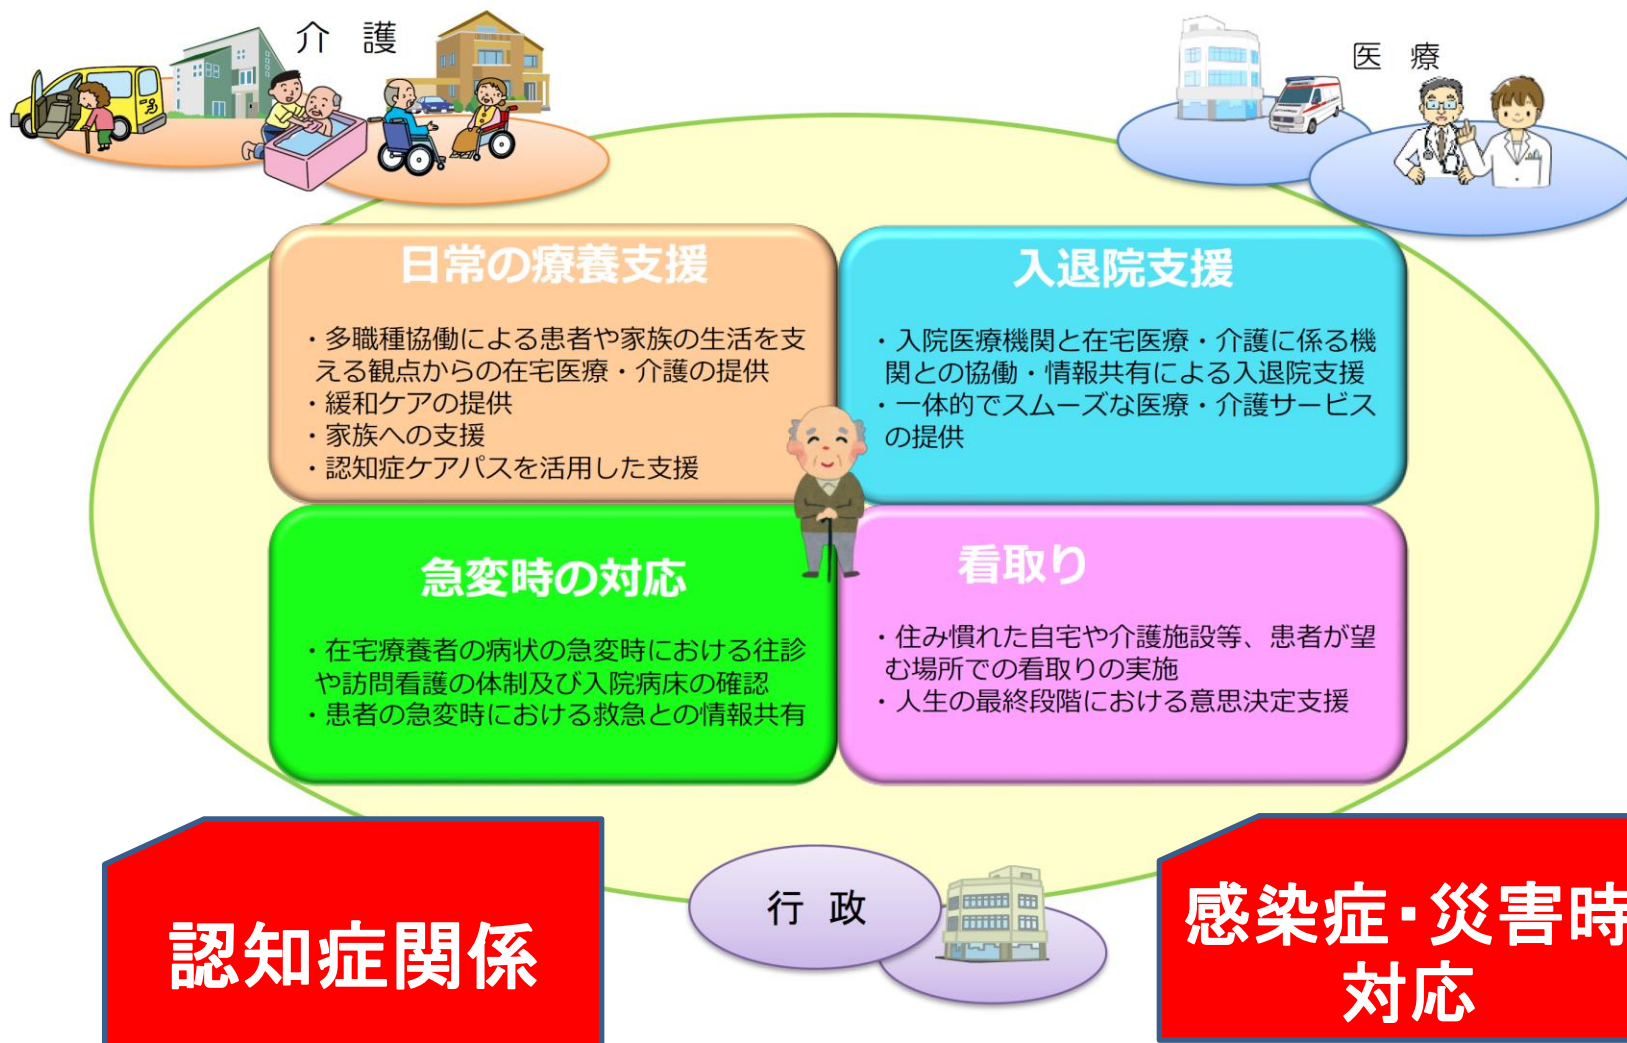 介 護
医 療
日常の療養支援
・多職種協働による患者や家族の生活を支
える観点からの在宅医療・介護の提供
・緩和ケアの提供
・家族への支援
・認知症ケアパスを活用した支援
入退院支援
・入院医療機関と在宅医療・介護に係る機
関との協働・情報共有による入退院支援
・一体的でスムーズな医療・介護サービス
の提供
急変時の対応
・在宅療養者の病状の急変時における往診
や訪問看護の体制及び入院病床の確認
・患者の急変時における救急との情報共有
看取り
・住み慣れた自宅や介護施設等、患者が望
む場所での看取りの実施
・人生の最終段階における意思決定支援
行 政
認知症関係
感染症・災害時
対応